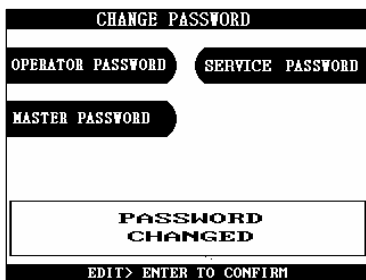 CHANGE PASSWORD
OPERATOR PASSWORD
SERVICE PASSWORD
MASTER PASSWORD
PASSWORD
CHANGED
EDIT> ENTER TO CONFIRM